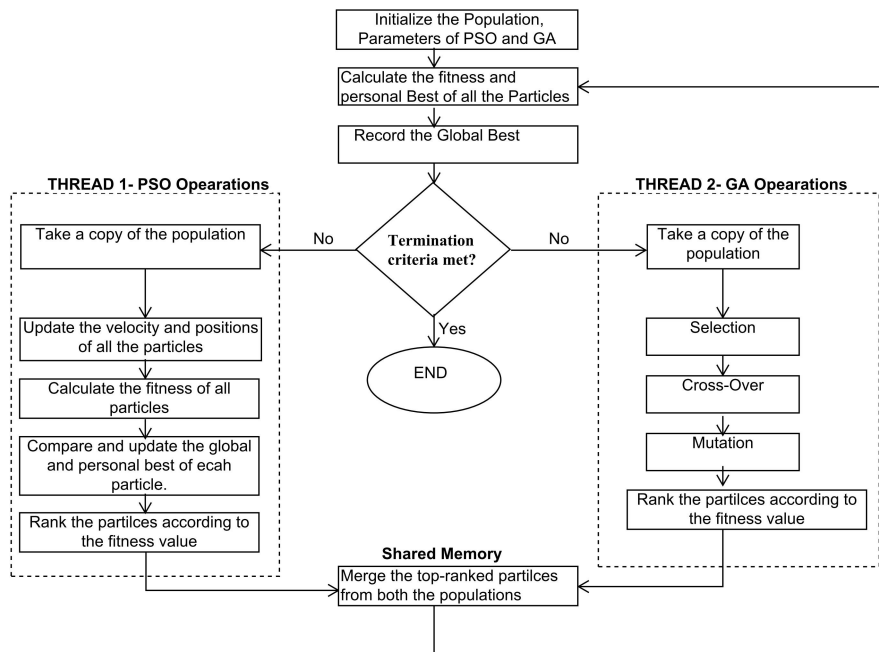 Initialize the Population,
Parameters of PSO and GA
Calculate the fitness and
personal Best of all the Particles
Record the Global Best
Termination
criteria met?
No
No
Yes
END
THREAD 1- PSO Opearations
Take a copy of the population
Update the velocity and positions
of all the particles
Calculate the fitness of all
particles
Compare and update the global
and personal best of ecah
particle.
Rank the partilces according to
the fitness value
THREAD 2- GA Opearations
Take a copy of the
population
Selection
Cross-Over
Mutation
Rank the partilces according to
the fitness value
Shared Memory
Merge the top-ranked partilces
from both the populations